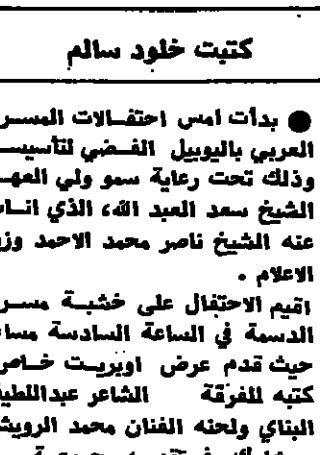 كتبت خلود سالم
● بدأت امس احتفالات المسر
العربي باليوبيل الفضي لتأسيس
وذلك تحت رعاية سمو ولي العهـ
الشيخ سعد العبد الله، الذي انـا
عنه الشيخ ناصر محمد الاحمد وز
الاعلام .
اقيم الاحتفال على خشبة مسر
الدسمة في الساعة السادسة مسا
حيث قدم عرض اوبريت خاص
كتبه للفرقة الشاعر عبداللطي
البناي ولحنه الفنان محمد الرويش